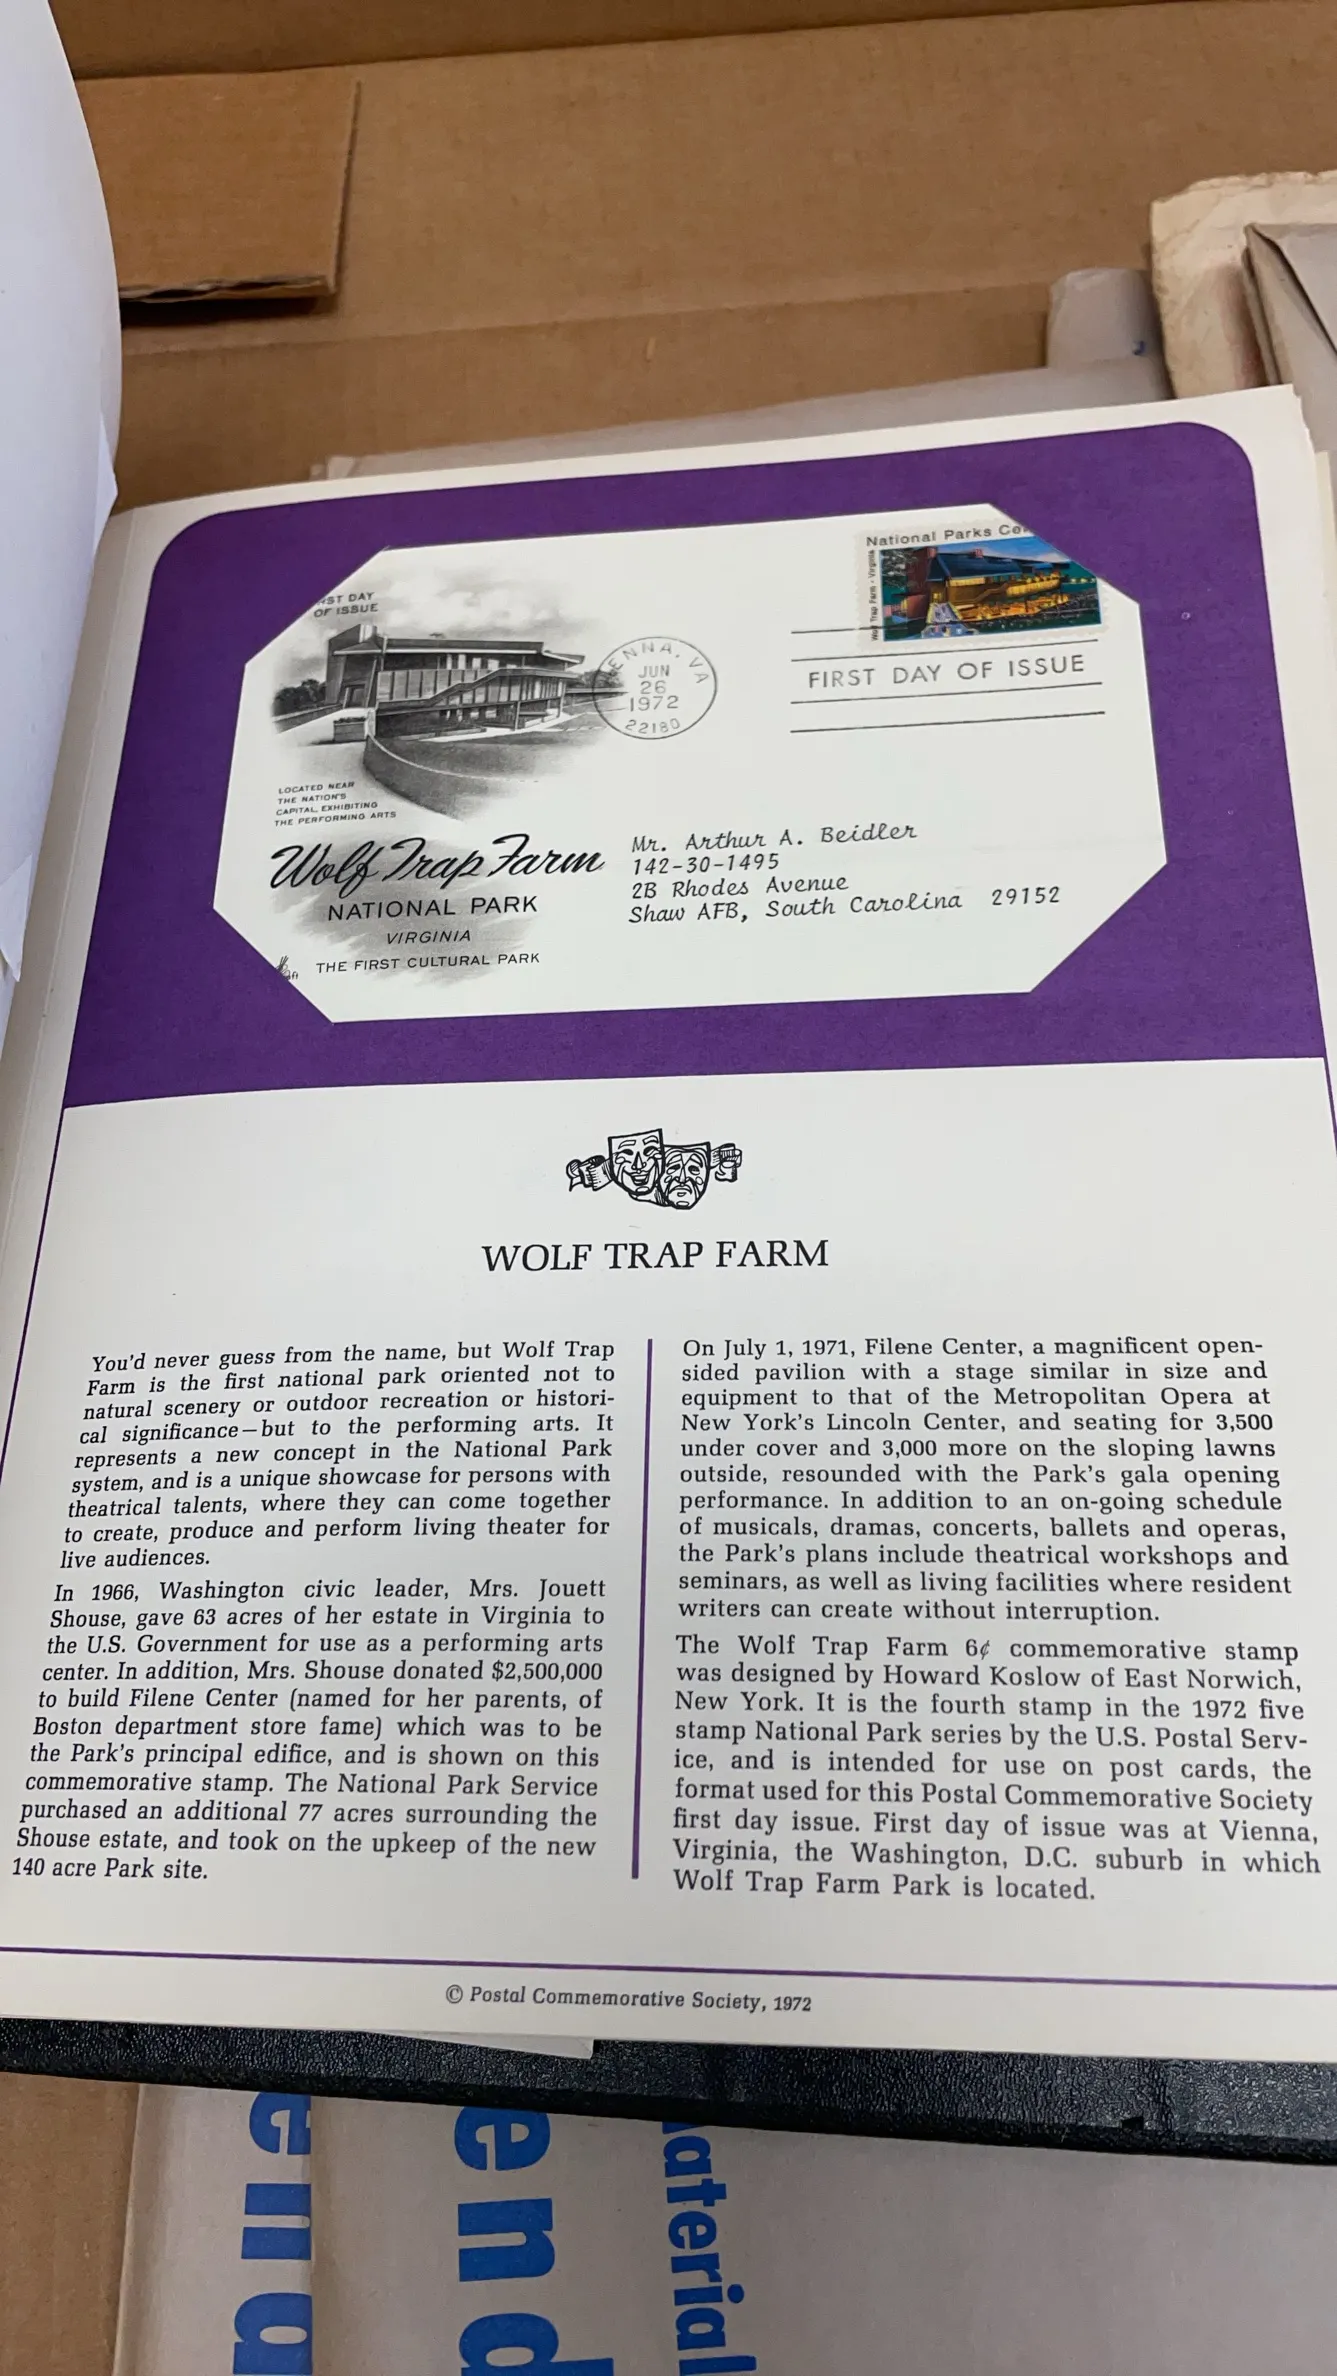 ST DAY
OF ISSUE
LOCATED NEAR
THE NATION'S
CAPITAL, EXHIBITING
THE PERFORMING ARTS
Wolf Trap Farm
NATIONAL PARK
VIRGINIA
THE FIRST CULTURAL PARK
ENNA, VA
JUN
26
1972
22180
National Parks Ce
Wolf Trap Farm - Virginia
FIRST DAY OF ISSUE
Mr. Arthur A. Beidler
142-30-1495
2B Rhodes Avenue
Shaw AFB, South Carolina 29152
WOLF TRAP FARM
You'd never guess from the name, but Wolf Trap
Farm is the first national park oriented not to
natural scenery or outdoor recreation or histori-
cal significance—but to the performing arts. It
represents a new concept in the National Park
system, and is a unique showcase for persons with
theatrical talents, where they can come together
to create, produce and perform living theater for
live audiences.
In 1966, Washington civic leader, Mrs. Jouett
Shouse, gave 63 acres of her estate in Virginia to
the U.S. Government for use as a performing arts
center. In addition, Mrs. Shouse donated $2,500,000
to build Filene Center (named for her parents, of
Boston department store fame) which was to be
the Park's principal edifice, and is shown on this
commemorative stamp. The National Park Service
purchased an additional 77 acres surrounding the
Shouse estate, and took on the upkeep of the new
140 acre Park site.
On July 1, 1971, Filene Center, a magnificent open-
sided pavilion with a stage similar in size and
equipment to that of the Metropolitan Opera at
New York's Lincoln Center, and seating for 3,500
under cover and 3,000 more on the sloping lawns
outside, resounded with the Park's gala opening
performance. In addition to an on-going schedule
of musicals, dramas, concerts, ballets and operas,
the Park's plans include theatrical workshops and
seminars, as well as living facilities where resident
writers can create without interruption.
The Wolf Trap Farm 6¢ commemorative stamp
was designed by Howard Koslow of East Norwich,
New York. It is the fourth stamp in the 1972 five
stamp National Park series by the U.S. Postal Serv-
ice, and is intended for use on post cards, the
format used for this Postal Commemorative Society
first day issue. First day of issue was at Vienna,
Virginia, the Washington, D.C. suburb in which
Wolf Trap Farm Park is located.
© Postal Commemorative Society, 1972
end
end
aterial